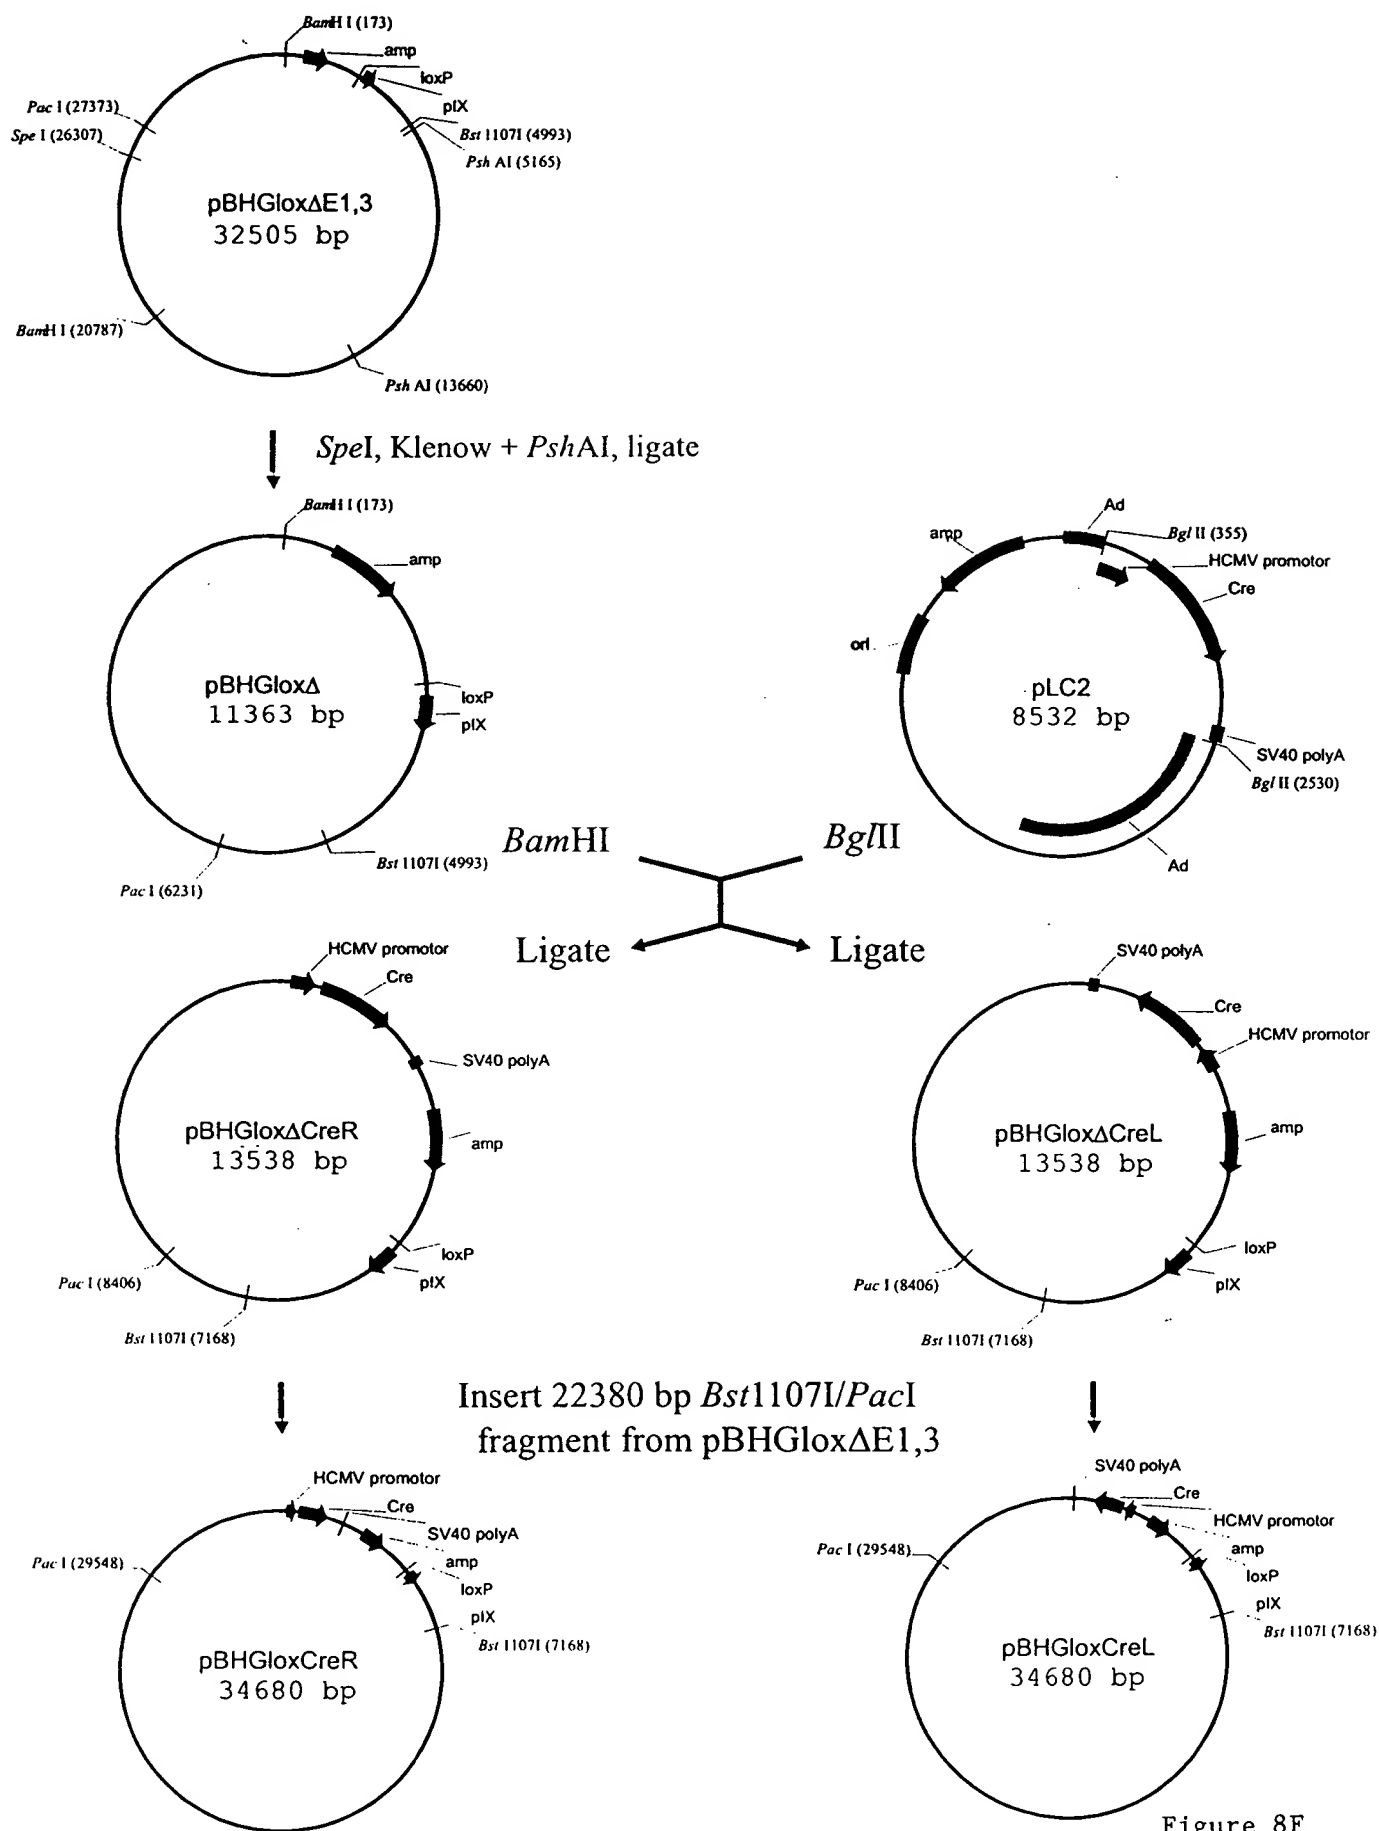 BamH I (173)
amp
loxP
pIX
Pac I (27373)
Spe I (26307)
Bst 1107I (4993)
Psh AI (5165)
pBHGloxΔE1,3
32505 bp
BamH I (20787)
Psh AI (13660)
SpeI, Klenow + PshAI, ligate
BamH I (173)
amp
loxP
pIX
pBHGloxΔ
11363 bp
Bst 1107I (4993)
Pac I (6231)
Ad
amp
Bgl II (355)
HCMV promotor
Cre
ori
pLC2
8532 bp
SV40 polyA
Bgl II (2530)
Ad
BamHI
BglII
Ligate
Ligate
HCMV promotor
Cre
SV40 polyA
pBHGloxΔCreR
13538 bp
amp
loxP
pIX
Pac I (8406)
Bst 1107I (7168)
SV40 polyA
Cre
HCMV promotor
pBHGloxΔCreL
13538 bp
amp
loxP
pIX
Pac I (8406)
Bst 1107I (7168)
Insert 22380 bp Bst1107I/PacI
fragment from pBHGloxΔE1,3
HCMV promotor
Cre
SV40 polyA
Pac I (29548)
amp
loxP
pIX
Bst 1107I (7168)
pBHGloxCreR
34680 bp
SV40 polyA
Cre
HCMV promotor
Pac I (29548)
amp
loxP
pIX
Bst 1107I (7168)
pBHGloxCreL
34680 bp
Figure 8F